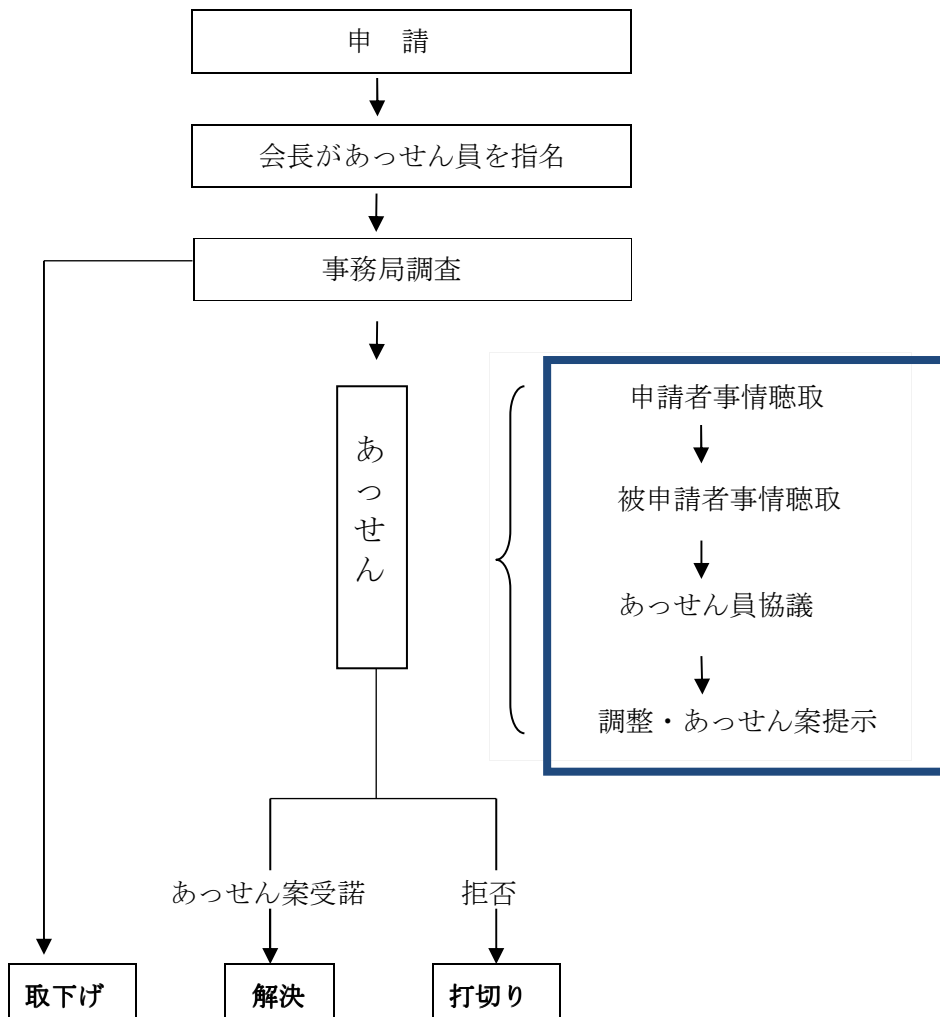 申 請
会長があっせん員を指名
事務局調査
あっせん
申請者事情聴取
被申請者事情聴取
あっせん員協議
調整・あっせん案提示
あっせん案受諾
拒否
取下げ
解決
打切り